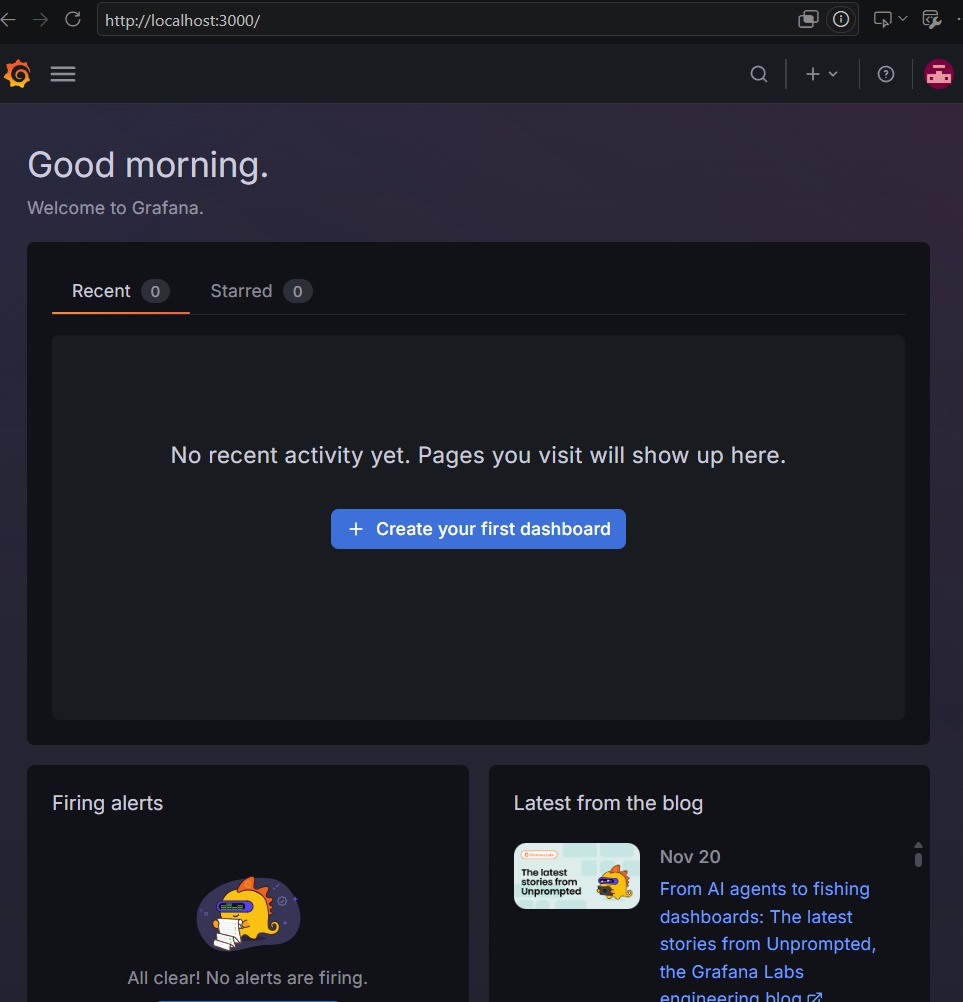 http://localhost:3000/
Good morning.
Welcome to Grafana.
Recent 0 Starred 0
No recent activity yet. Pages you visit will show up here.
+ Create your first dashboard
Firing alerts
All clear! No alerts are firing.
Latest from the blog
The latest
stories from
Unprompted
Nov 20
From AI agents to fishing
dashboards: The latest
stories from Unprompted,
the Grafana Labs
engineering blog